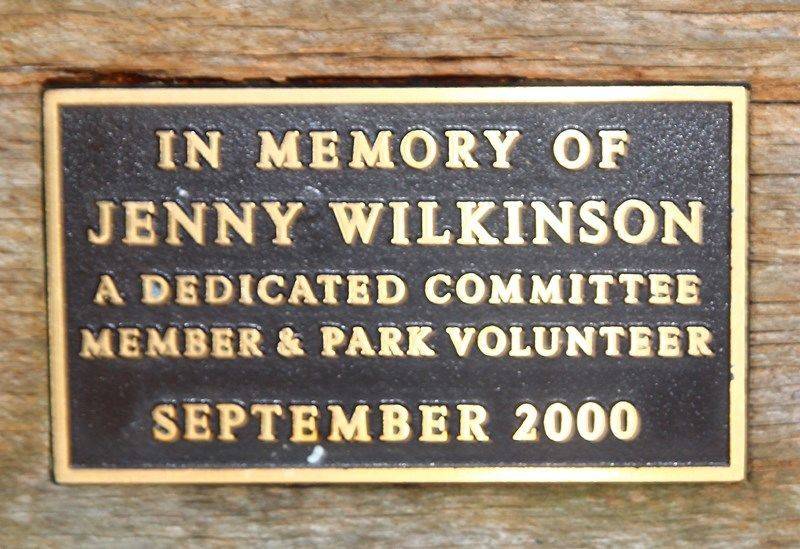 IN MEMORY OF
JENNY WILKINSON
A DEDICATED COMMITTEE
MEMBER & PARK VOLUNTEER
SEPTEMBER 2000